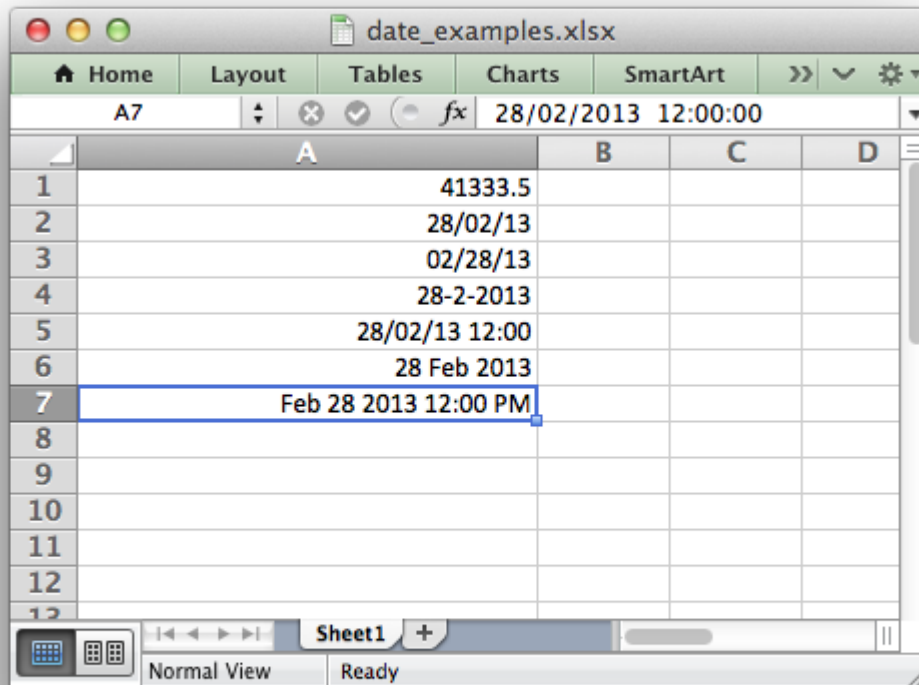 date_examples.xlsx
Home Layout Tables Charts SmartArt
A7 fx 28/02/2013 12:00:00
A B C D
1 41333.5
2 28/02/13
3 02/28/13
4 28-2-2013
5 28/02/13 12:00
6 28 Feb 2013
7 Feb 28 2013 12:00 PM
8
9
10
11
12
13
Sheet1
Normal View Ready